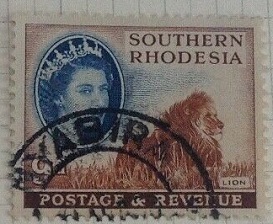 SOUTHERN
RHODESIA
LION
POSTAGE & REVENUE